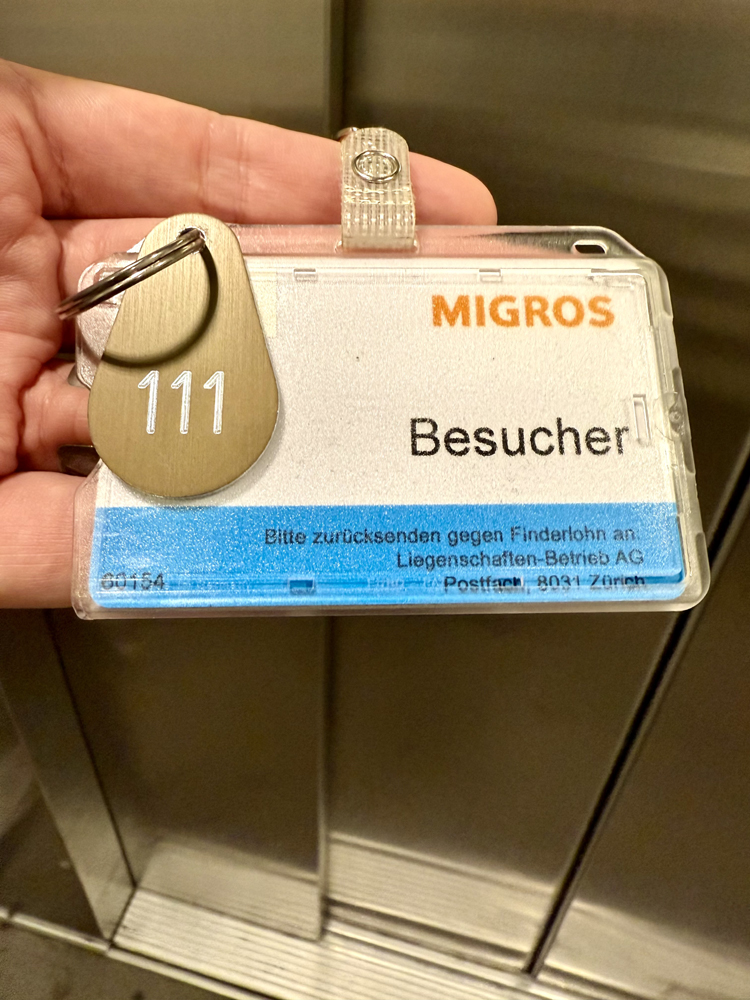 MIGROS
111
Besucher
Bitte zurücksenden gegen Finderlohn an:
Liegenschaften-Betrieb AG
60154
Postfach, 8031 Zürich